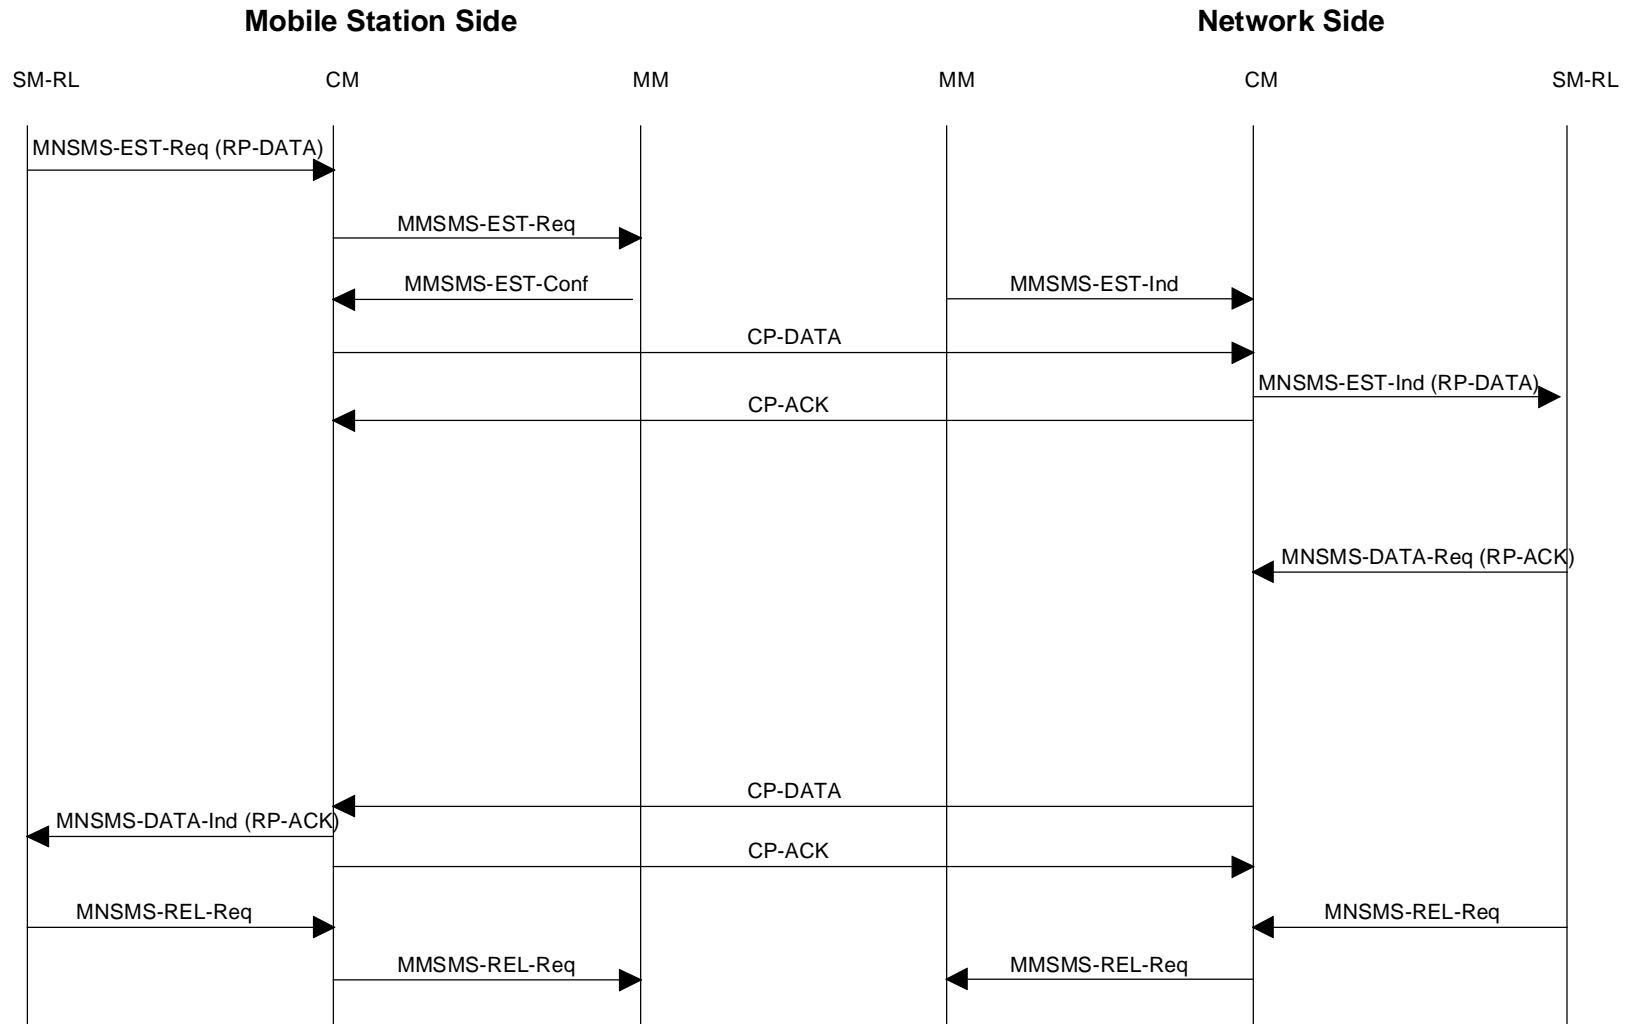 Mobile Station Side
Network Side
SM-RL
CM
MM
MM
CM
SM-RL
MNSMS-EST-Req (RP-DATA)
MMSMS-EST-Req
MMSMS-EST-Conf
MMSMS-EST-Ind
CP-DATA
MNSMS-EST-Ind (RP-DATA)
CP-ACK
MNSMS-DATA-Req (RP-ACK)
CP-DATA
MNSMS-DATA-Ind (RP-ACK)
CP-ACK
MNSMS-REL-Req
MNSMS-REL-Req
MMSMS-REL-Req
MMSMS-REL-Req